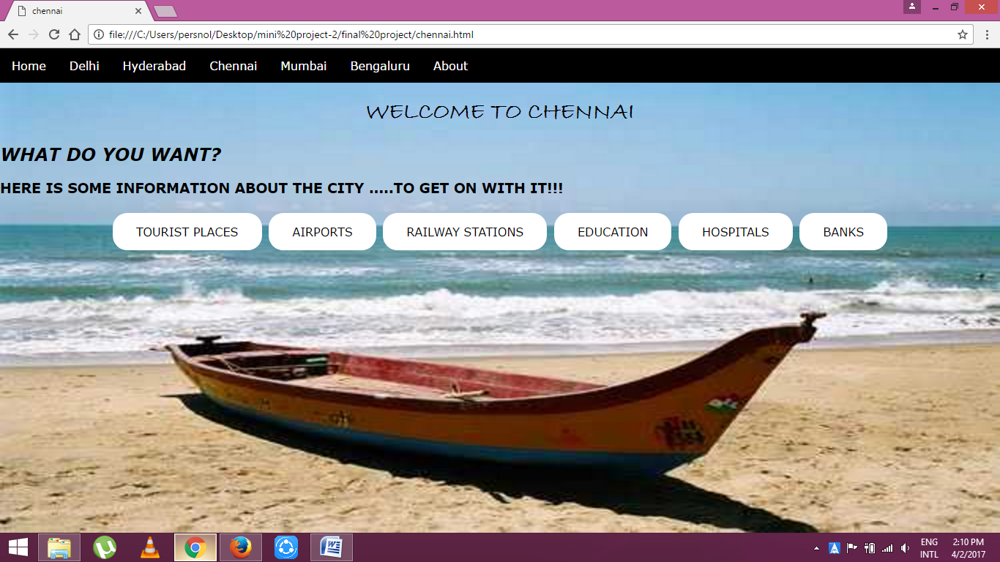 chennai
file:///C:/Users/persnol/Desktop/mini%20project-2/final%20project/chennai.html
Home Delhi Hyderabad Chennai Mumbai Bengaluru About
WELCOME TO CHENNAI
WHAT DO YOU WANT?
HERE IS SOME INFORMATION ABOUT THE CITY .....TO GET ON WITH IT!!!
TOURIST PLACES AIRPORTS RAILWAY STATIONS EDUCATION HOSPITALS BANKS
ENG 2:10 PM
INTL 4/2/2017